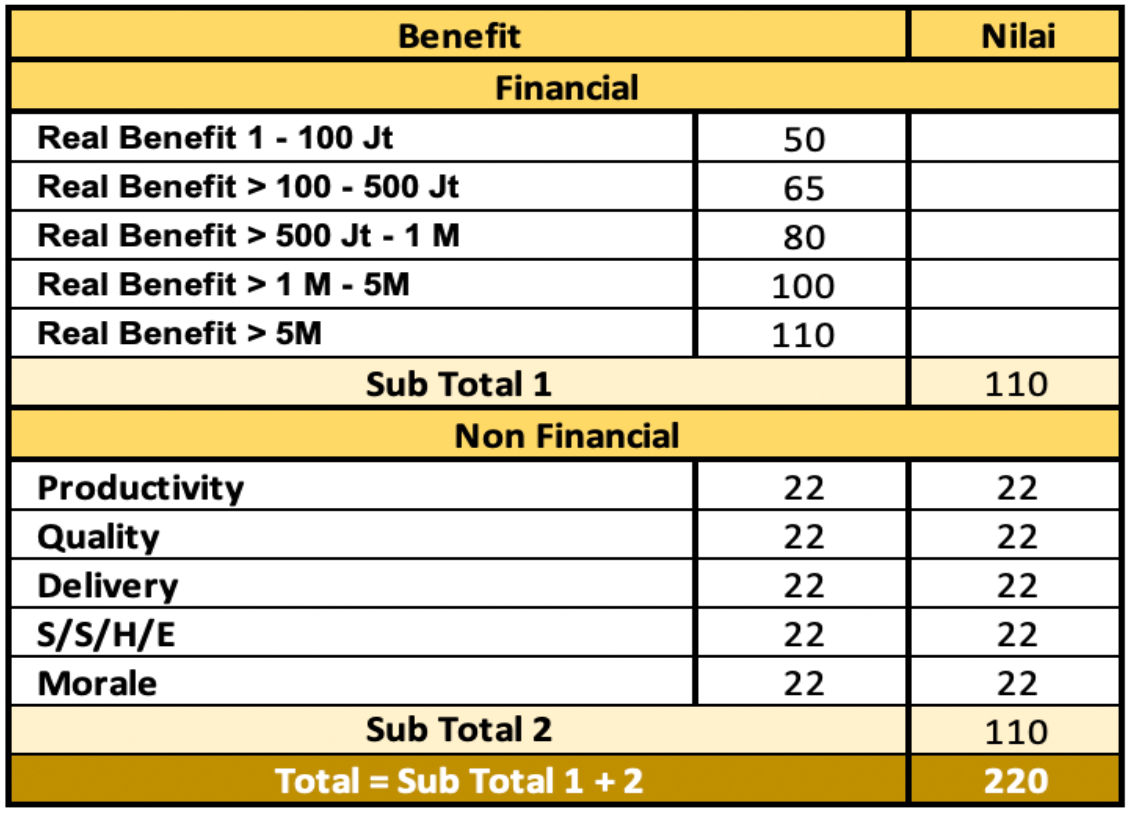 Benefit Nilai
Financial
Real Benefit 1 - 100 Jt 50
Real Benefit > 100 - 500 Jt 65
Real Benefit > 500 Jt - 1 M 80
Real Benefit > 1 M - 5M 100
Real Benefit > 5M 110
Sub Total 1 110
Non Financial
Productivity 22 22
Quality 22 22
Delivery 22 22
S/S/H/E 22 22
Morale 22 22
Sub Total 2 110
Total = Sub Total 1 + 2 220